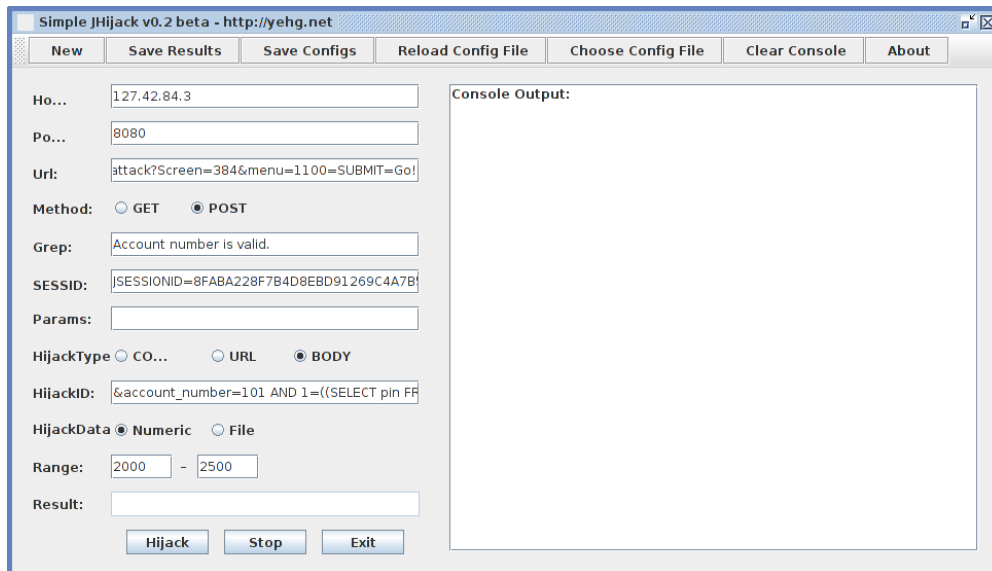 Simple JHijack v0.2 beta - http://yehg.net
New Save Results Save Configs Reload Config File Choose Config File Clear Console About
Ho... 127.42.84.3
Po... 8080
Url: attack?Screen=384&menu=1100=SUBMIT=Go!
Method: GET POST
Grep: Account number is valid.
SESSID: JSESSIONID=8FABA228F7B4D8EBD91269C4A7B5
Params:
HijackType CO... URL BODY
HijackID: &account_number=101 AND 1=((SELECT pin FR
HijackData Numeric File
Range: 2000 - 2500
Result:
Hijack Stop Exit
Console Output: